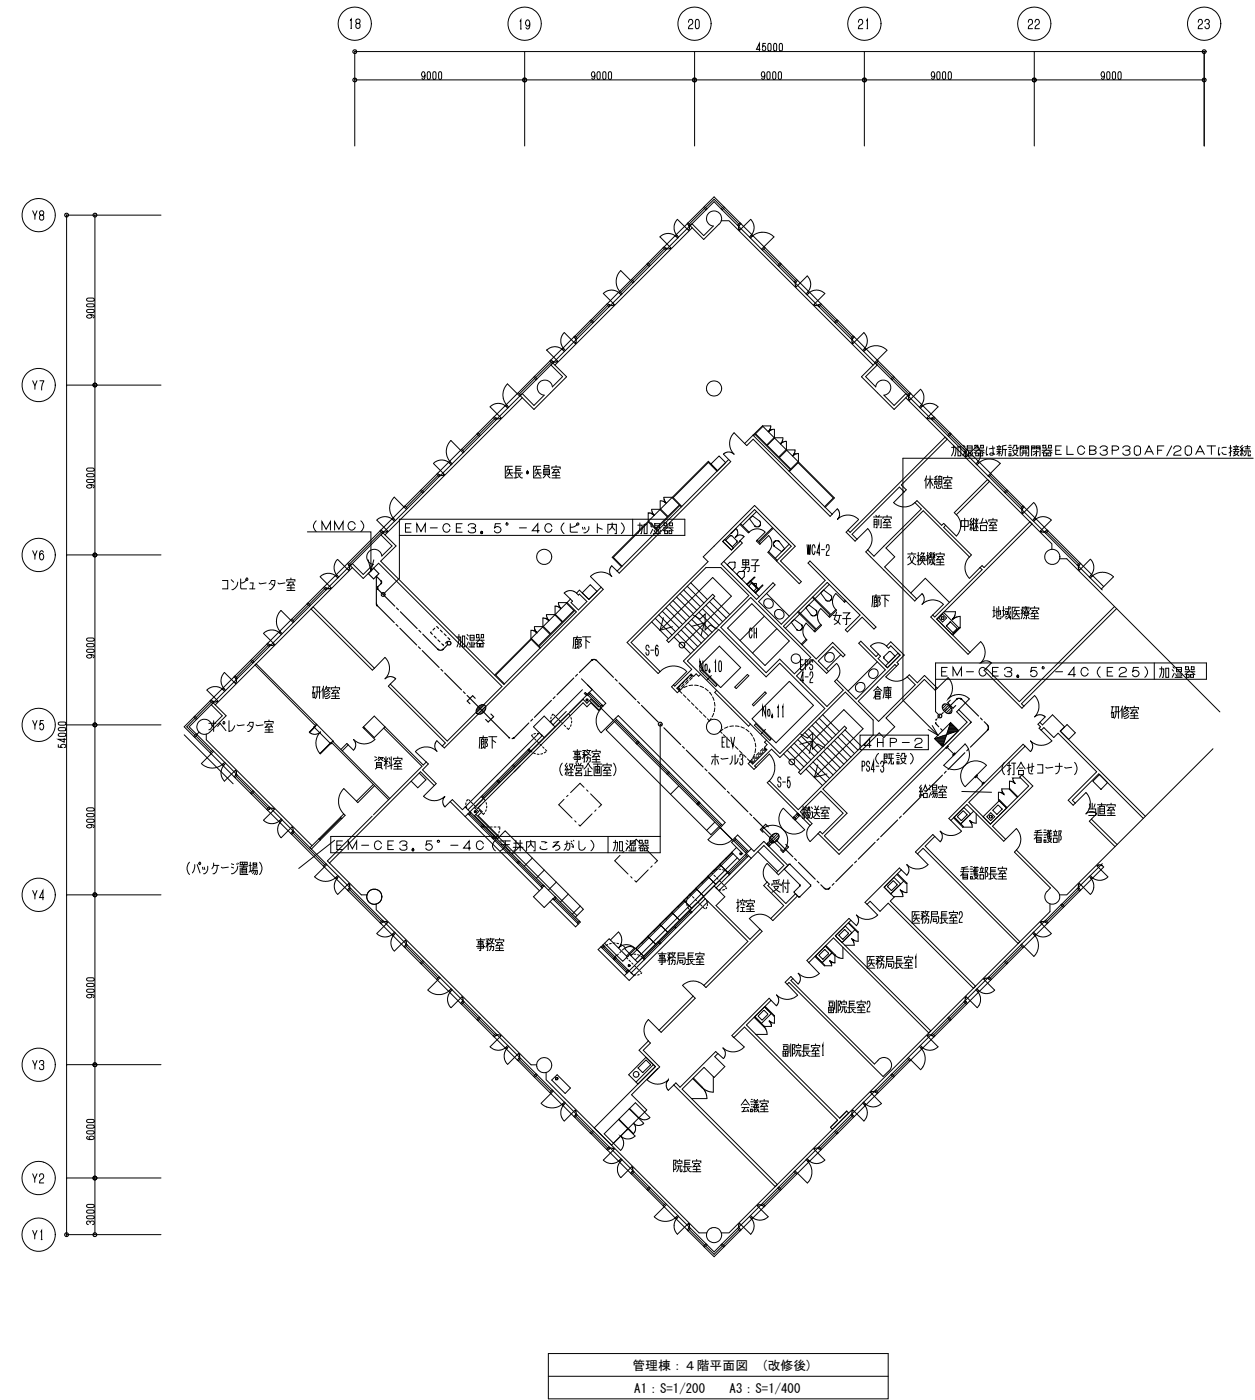 18
19
20
21
22
23
45000
9000
9000
9000
9000
9000
Y8
Y7
Y6
Y5
Y4
Y3
Y2
Y1
9000
9000
9000
9000
9000
6000
3000
54000
加湿器は新設開閉器ELCB3P30AF/20ATに接続
医長・医員室
休憩室
前室
中継台室
交換機室
(MMC)
EM-CE3.5゜-4C(ピット内) 加湿器
WC4-2
男子
コンピューター室
廊下
女子
地域医療室
CH
加湿器
廊下
S-6
No.10
EPS
4-2
EM-CE3.5゜-4C(E25) 加湿器
研修室
倉庫
No.11
研修室
オペレーター室
廊下
ELV
ホール3
4HP-2
(既設)
PS4-3
事務室
(経営企画室)
資料室
(打合せコーナー)
S-5
給湯室
搬送室
当直室
看護部
EM-CE3.5゜-4C(天井内ころがし) 加湿器
(パッケージ置場)
看護部長室
受付
控室
医務局長室2
事務室
事務局長室
医務局長室1
副院長室2
副院長室1
会議室
院長室
管理棟：４階平面図 （改修後）
A1：S=1/200 A3：S=1/400